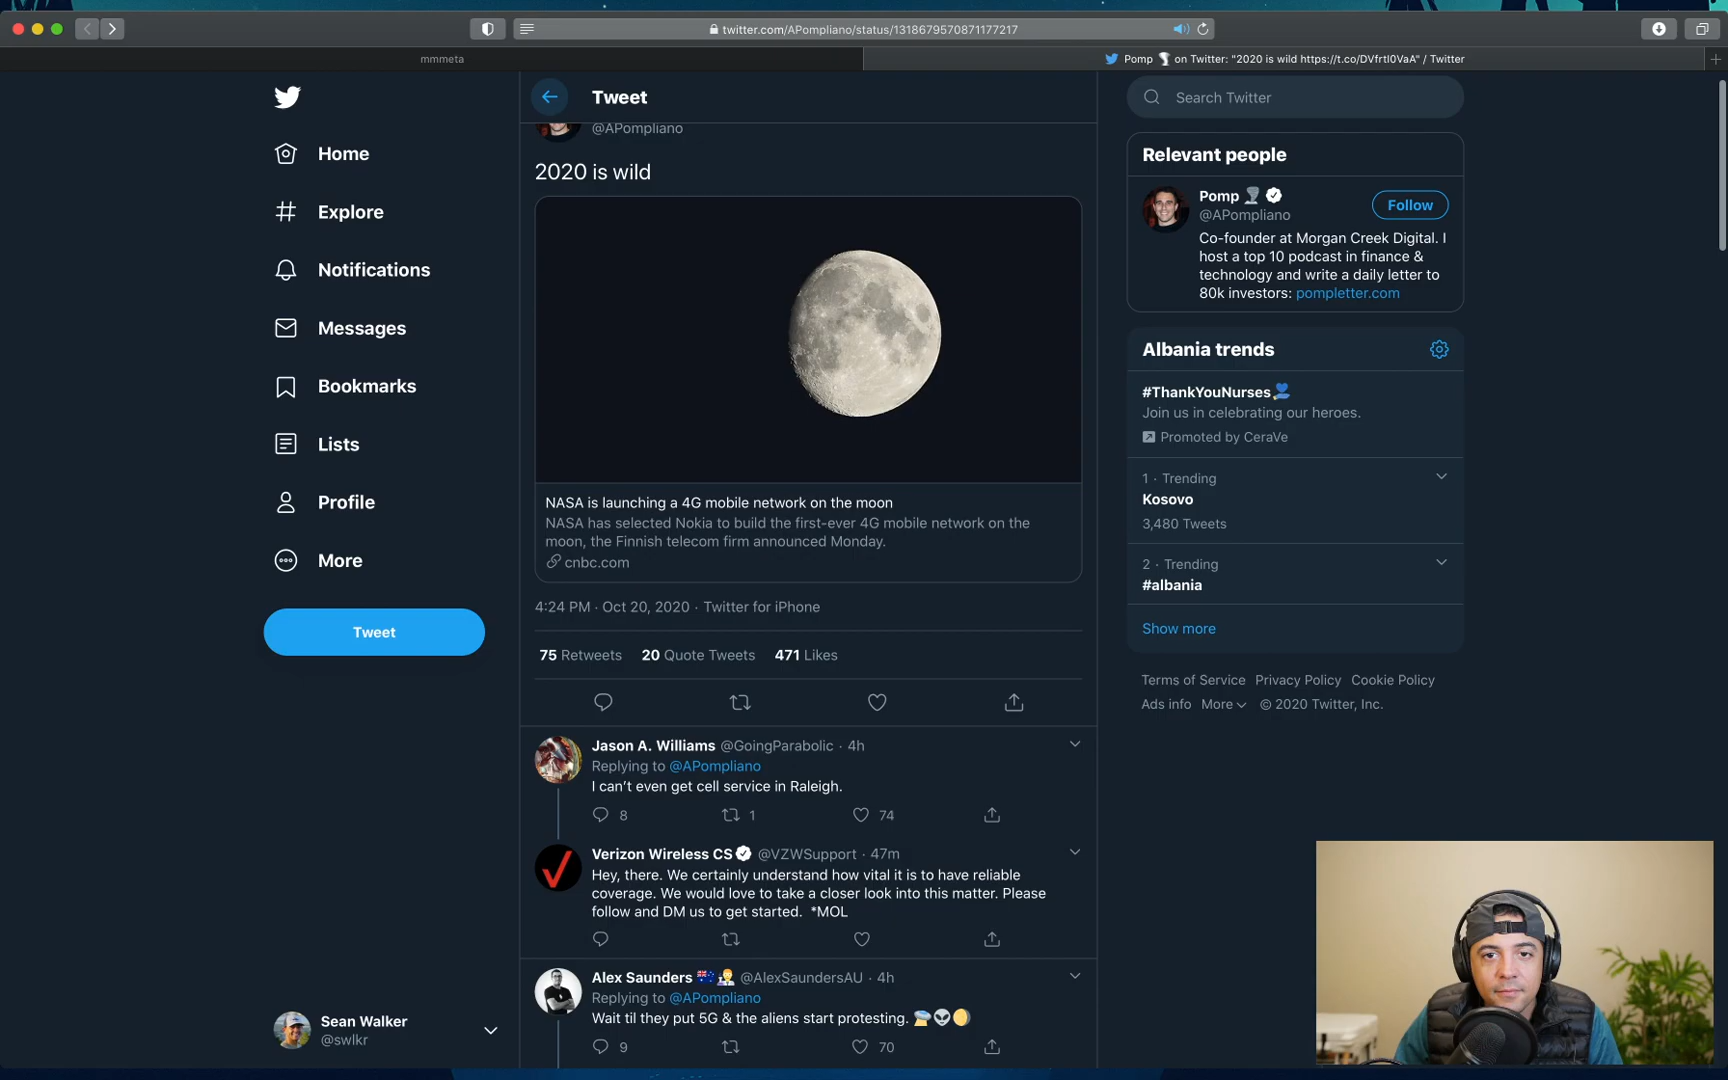 twitter.com/APompliano/status/1318679570871177217
mmmeta
Pomp on Twitter: "2020 is wild https://t.co/DVfrtI0VaA" / Twitter
Tweet
Search Twitter
@APompliano
2020 is wild
Home
Explore
Notifications
Messages
Bookmarks
Lists
Profile
More
Tweet
NASA is launching a 4G mobile network on the moon
NASA has selected Nokia to build the first-ever 4G mobile network on the
moon, the Finnish telecom firm announced Monday.
cnbc.com
4:24 PM · Oct 20, 2020 · Twitter for iPhone
75 Retweets 20 Quote Tweets 471 Likes
Jason A. Williams @GoingParabolic · 4h
Replying to @APompliano
I can’t even get cell service in Raleigh.
8 1 74
Verizon Wireless CS @VZWSupport · 47m
Hey, there. We certainly understand how vital it is to have reliable
coverage. We would love to take a closer look into this matter. Please
follow and DM us to get started. *MOL
Alex Saunders @AlexSaundersAU · 4h
Replying to @APompliano
Wait til they put 5G & the aliens start protesting.
9 70
Relevant people
Pomp
@APompliano
Follow
Co-founder at Morgan Creek Digital. I
host a top 10 podcast in finance &
technology and write a daily letter to
80k investors: pompletter.com
Albania trends
#ThankYouNurses
Join us in celebrating our heroes.
Promoted by CeraVe
1 · Trending
Kosovo
3,480 Tweets
2 · Trending
#albania
Show more
Terms of Service Privacy Policy Cookie Policy
Ads info More © 2020 Twitter, Inc.
Sean Walker
@swlkr